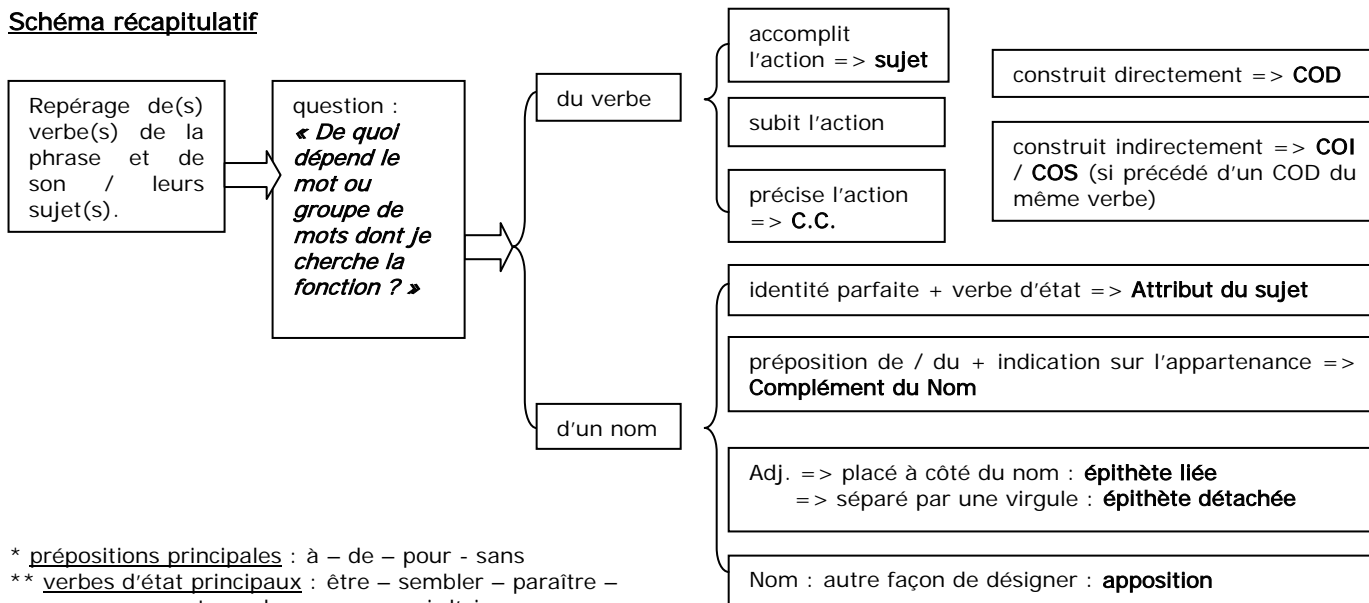 Schéma récapitulatif
Repérage de(s)
verbe(s) de la
phrase et de
son / leurs
sujet(s).
question :
« De quoi
dépend le
mot ou
groupe de
mots dont je
cherche la
fonction ? »
du verbe
accomplit
l'action => sujet
subit l'action
précise l'action
=> C.C.
construit directement => COD
construit indirectement => COI
/ COS (si précédé d'un COD du
même verbe)
d'un nom
identité parfaite + verbe d'état => Attribut du sujet
préposition de / du + indication sur l'appartenance =>
Complément du Nom
Adj. => placé à côté du nom : épithète liée
=> séparé par une virgule : épithète détachée
Nom : autre façon de désigner : apposition
* prépositions principales : à – de – pour - sans
** verbes d'état principaux : être – sembler – paraître –